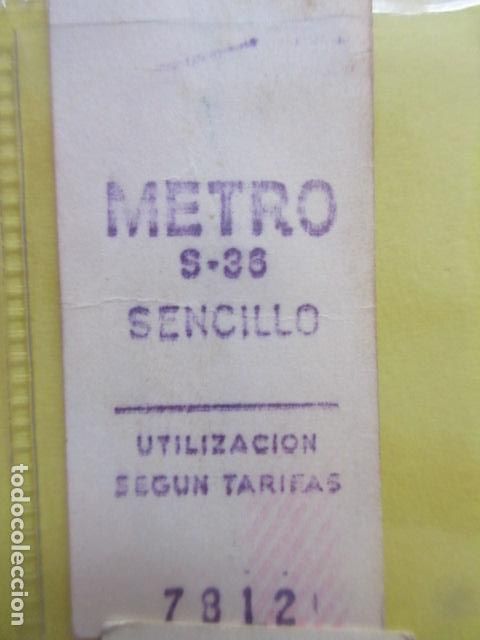 METRO
S-36
SENCILLO
UTILIZACION
SEGUN TARIFAS
7812
todocoleccion